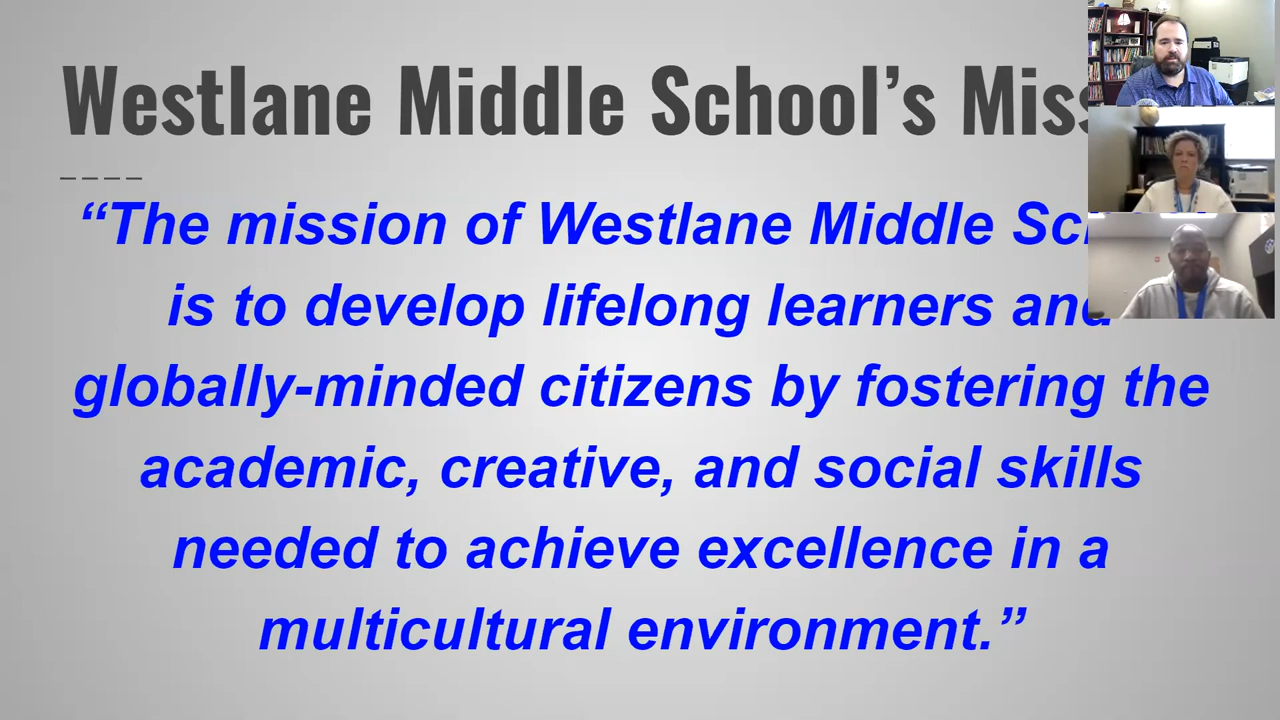 Westlane Middle School's Miss
“The mission of Westlane Middle Sc
is to develop lifelong learners and
globally-minded citizens by fostering the
academic, creative, and social skills
needed to achieve excellence in a
multicultural environment.”